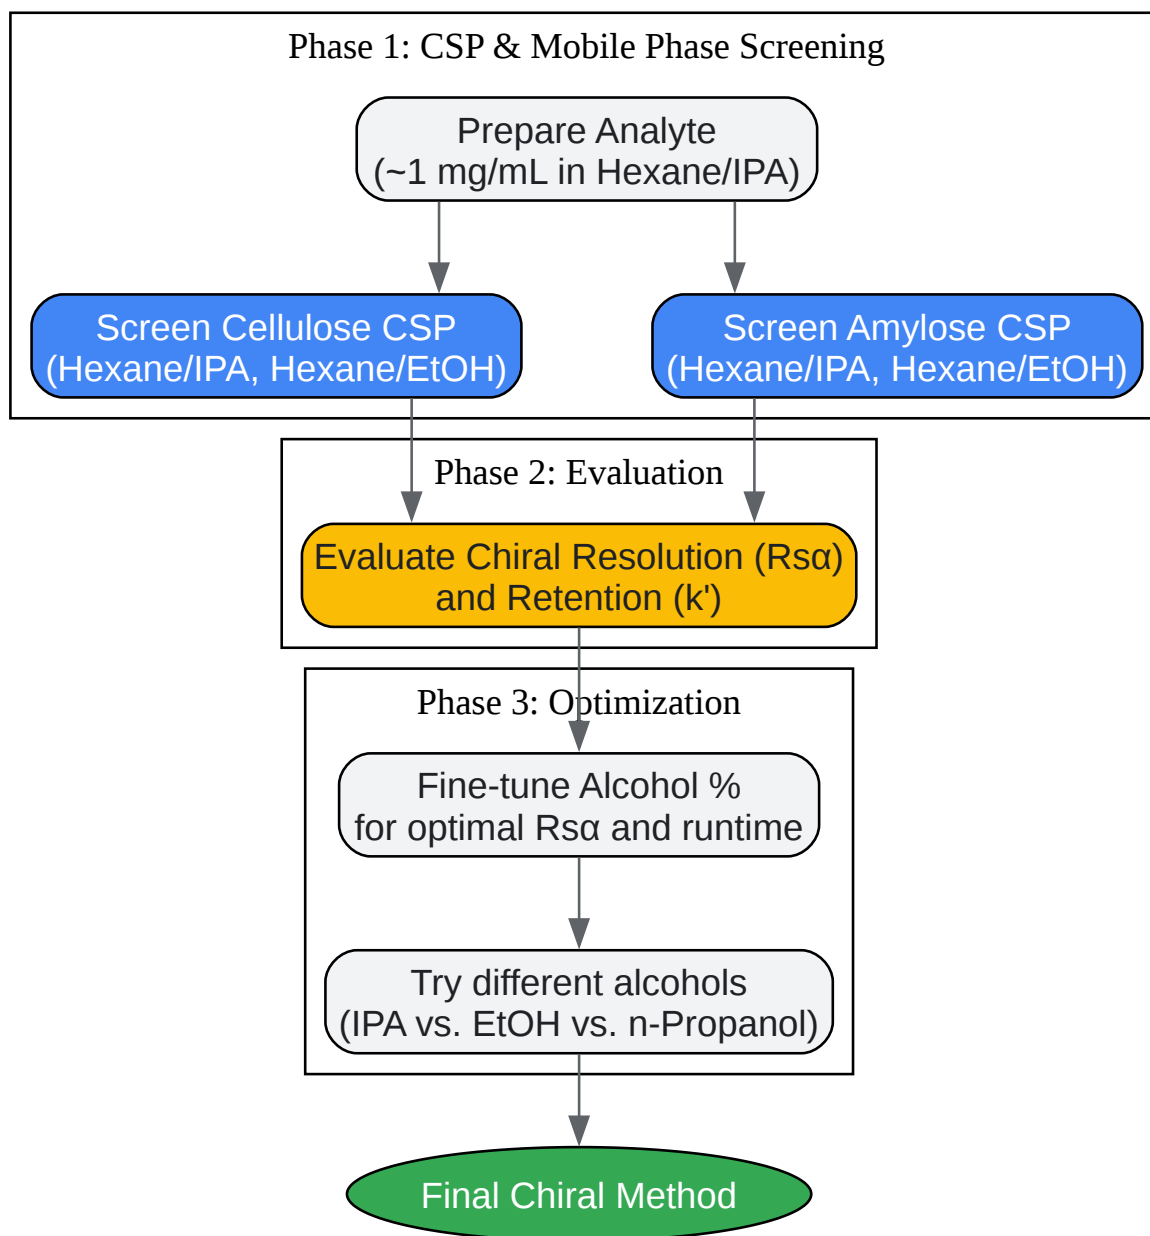 Phase 1: CSP & Mobile Phase Screening
Prepare Analyte
(~1 mg/mL in Hexane/IPA)
Screen Cellulose CSP
(Hexane/IPA, Hexane/EtOH)
Screen Amylose CSP
(Hexane/IPA, Hexane/EtOH)
Phase 2: Evaluation
Evaluate Chiral Resolution (Rsα)
and Retention (k')
Phase 3: Optimization
Fine-tune Alcohol %
for optimal Rsα and runtime
Try different alcohols
(IPA vs. EtOH vs. n-Propanol)
Final Chiral Method